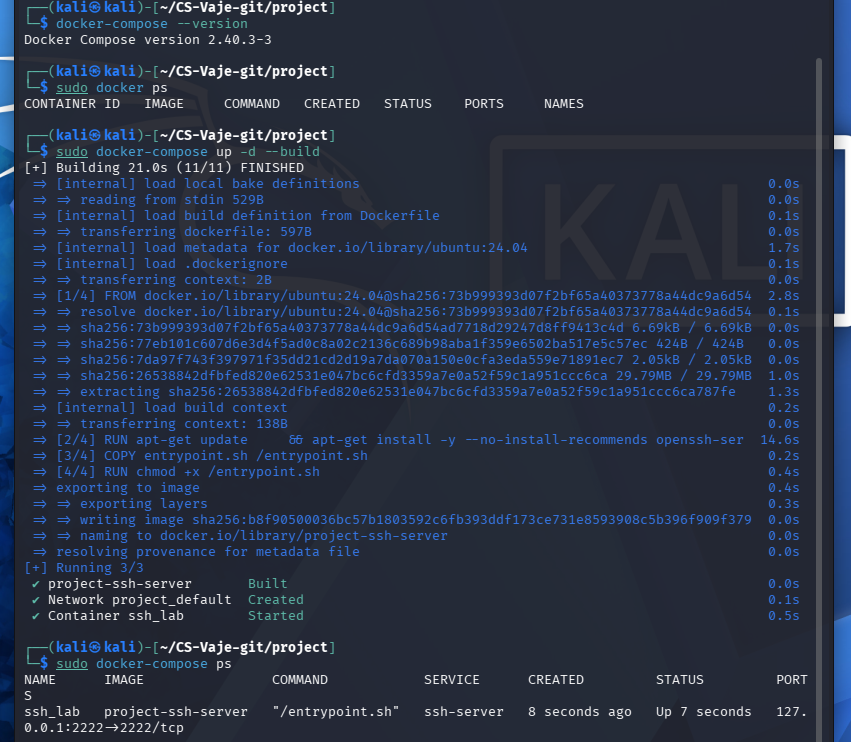 ┌──(kali㉿kali)-[~/CS-Vaje-git/project]
└─$ docker-compose --version
Docker Compose version 2.40.3-3
┌──(kali㉿kali)-[~/CS-Vaje-git/project]
└─$ sudo docker ps
CONTAINER ID   IMAGE     COMMAND   CREATED   STATUS    PORTS     NAMES
┌──(kali㉿kali)-[~/CS-Vaje-git/project]
└─$ sudo docker-compose up -d --build
[+] Building 21.0s (11/11) FINISHED
 => [internal] load local bake definitions 0.0s
 => => reading from stdin 529B 0.0s
 => [internal] load build definition from Dockerfile 0.1s
 => => transferring dockerfile: 597B 0.0s
 => [internal] load metadata for docker.io/library/ubuntu:24.04 1.7s
 => [internal] load .dockerignore 0.1s
 => => transferring context: 2B 0.0s
 => [1/4] FROM docker.io/library/ubuntu:24.04@sha256:73b999393d07f2bf65a40373778a44dc9a6d54 2.8s
 => => resolve docker.io/library/ubuntu:24.04@sha256:73b999393d07f2bf65a40373778a44dc9a6d54 0.1s
 => => sha256:73b999393d07f2bf65a40373778a44dc9a6d54ad7718d29247d8ff9413c4d 6.69kB / 6.69kB 0.0s
 => => sha256:77eb101c607d6e3d4f5ad0c8a02c2136c689b98aba1f359e6502ba517e5c57ec 424B / 424B 0.0s
 => => sha256:7da97f743f397971f35dd21cd2d19a7da070a150e0cfa3eda559e71891ec7 2.05kB / 2.05kB 0.0s
 => => sha256:26538842dfbfed820e62531e047bc6cfd3359a7e0a52f59c1a951ccc6ca 29.79MB / 29.79MB 1.0s
 => => extracting sha256:26538842dfbfed820e62531e047bc6cfd3359a7e0a52f59c1a951ccc6ca787fe 1.3s
 => [internal] load build context 0.2s
 => => transferring context: 138B 0.0s
 => [2/4] RUN apt-get update     && apt-get install -y --no-install-recommends openssh-ser 14.6s
 => [3/4] COPY entrypoint.sh /entrypoint.sh 0.2s
 => [4/4] RUN chmod +x /entrypoint.sh 0.4s
 => exporting to image 0.4s
 => => exporting layers 0.3s
 => => writing image sha256:b8f90500036bc57b1803592c6fb393ddf173ce731e8593908c5b396f909f379 0.0s
 => => naming to docker.io/library/project-ssh-server 0.0s
 => resolving provenance for metadata file 0.0s
[+] Running 3/3
 ✔ project-ssh-server       Built 0.0s
 ✔ Network project_default  Created 0.1s
 ✔ Container ssh_lab        Started 0.5s
┌──(kali㉿kali)-[~/CS-Vaje-git/project]
└─$ sudo docker-compose ps
NAME      IMAGE                COMMAND            SERVICE      CREATED         STATUS         PORT
S
ssh_lab   project-ssh-server   "/entrypoint.sh"   ssh-server   8 seconds ago   Up 7 seconds   127.
0.0.1:2222->2222/tcp
KALI